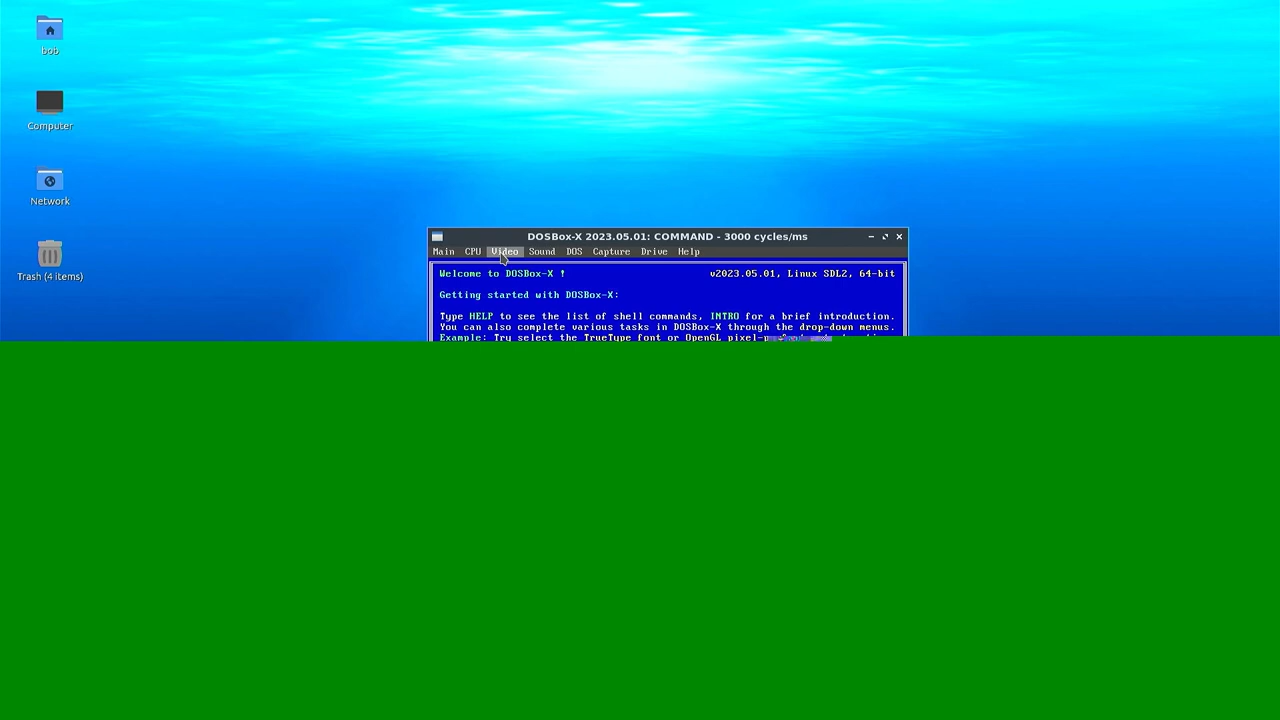 bob
Computer
Network
Trash (4 items)
DOSBox-X 2023.05.01: COMMAND - 3000 cycles/ms
Main CPU Video Sound DOS Capture Drive Help
Welcome to DOSBox-X ! v2023.05.01, Linux SDL2, 64-bit
Getting started with DOSBox-X:
Type HELP to see the list of shell commands, INTRO for a brief introduction.
You can also complete various tasks in DOSBox-X through the drop-down menus.
Example: Try select the TrueType font or OpenGL